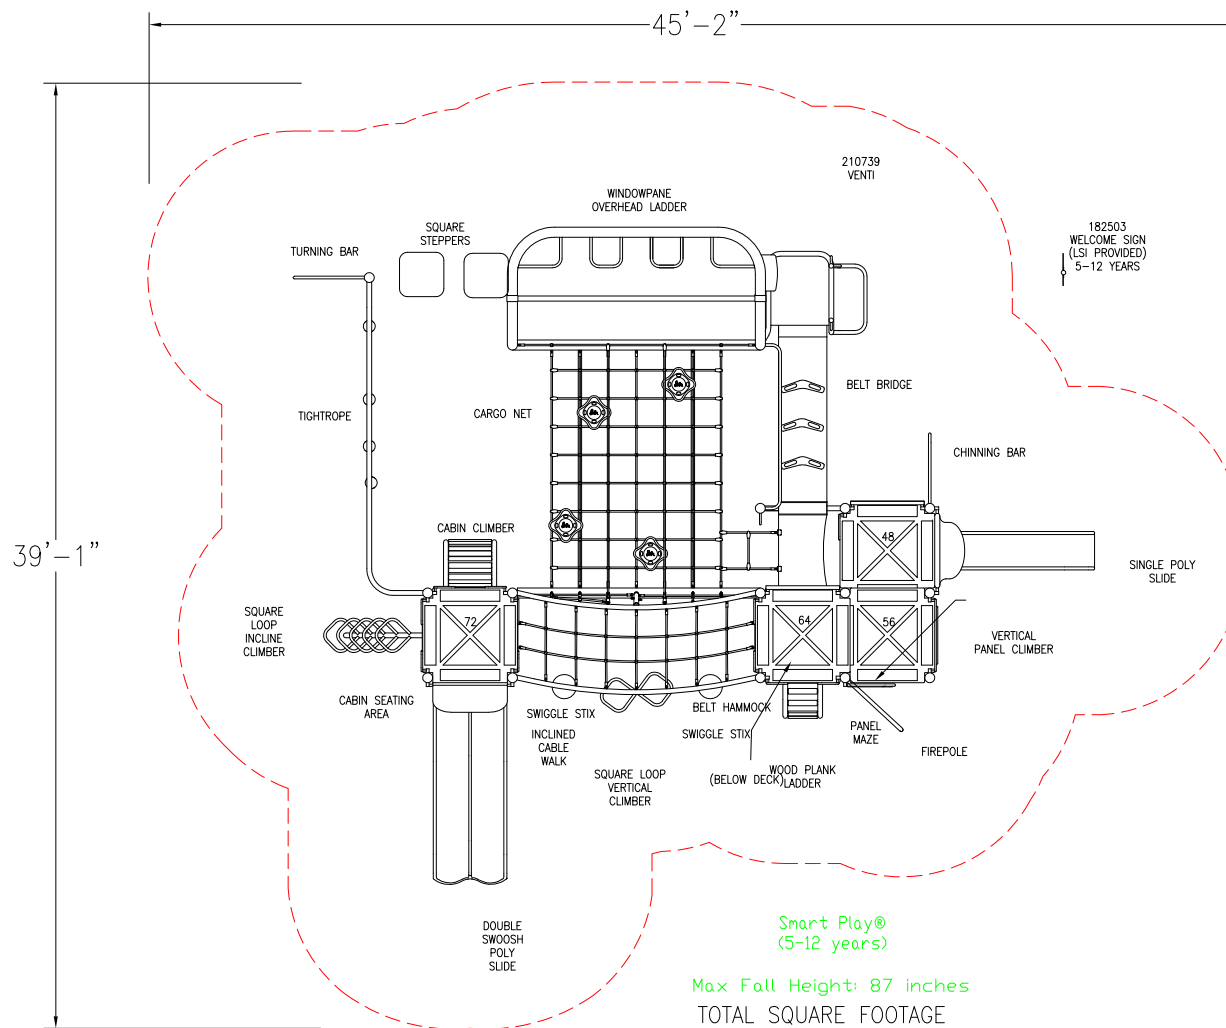 45'-2"
210739
VENTI
WINDOWPANE
OVERHEAD LADDER
182503
WELCOME SIGN
(LSI PROVIDED)
5-12 YEARS
SQUARE
STEPPERS
TURNING BAR
BELT BRIDGE
TIGHTROPE
CARGO NET
CHINNING BAR
39'-1"
CABIN CLIMBER
48
SINGLE POLY
SLIDE
SQUARE
LOOP
INCLINE
CLIMBER
72
64
56
VERTICAL
PANEL CLIMBER
CABIN SEATING
AREA
SWIGGLE STIX
BELT HAMMOCK
INCLINED
CABLE
WALK
SWIGGLE STIX
PANEL
MAZE
FIREPOLE
SQUARE LOOP
VERTICAL
CLIMBER
(BELOW DECK)
WOOD PLANK
LADDER
DOUBLE
SWOOSH
POLY
SLIDE
Smart Play®
(5-12 years)
Max Fall Height: 87 inches
TOTAL SQUARE FOOTAGE